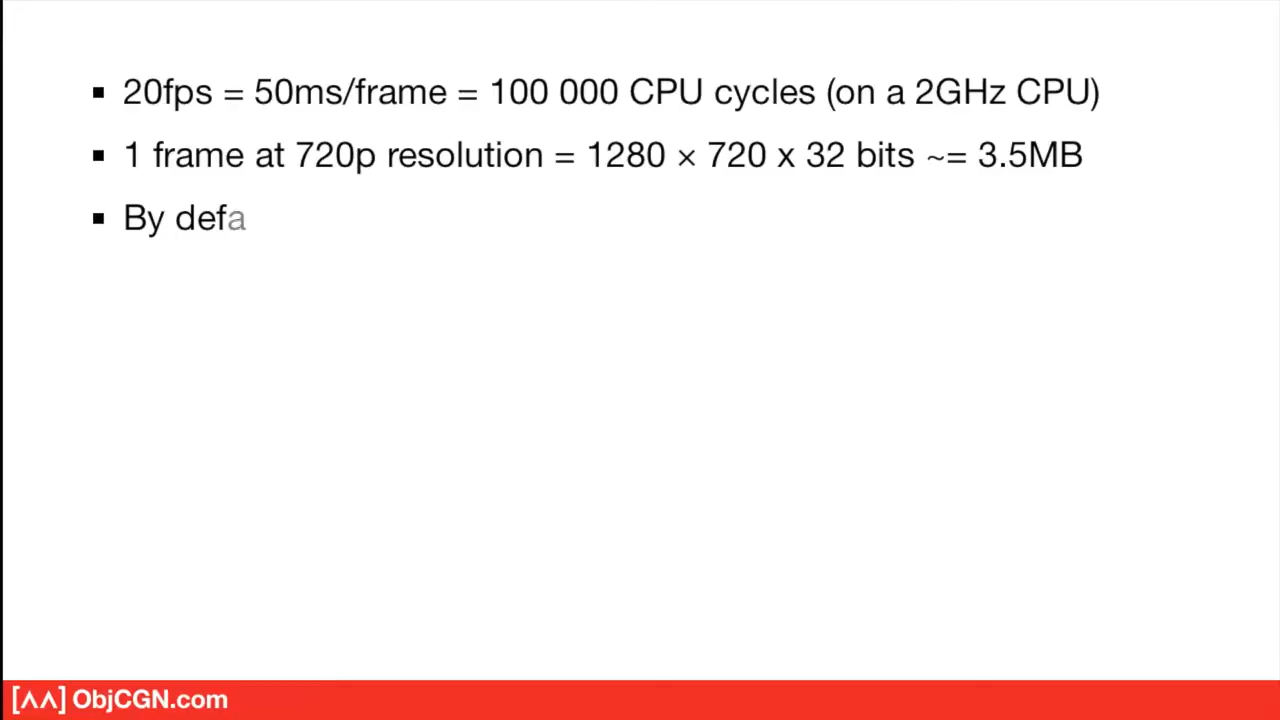 ▪ 20fps = 50ms/frame = 100 000 CPU cycles (on a 2GHz CPU)
▪ 1 frame at 720p resolution = 1280 × 720 x 32 bits ~= 3.5MB
▪ By defa
[ʌʌ] ObjCGN.com